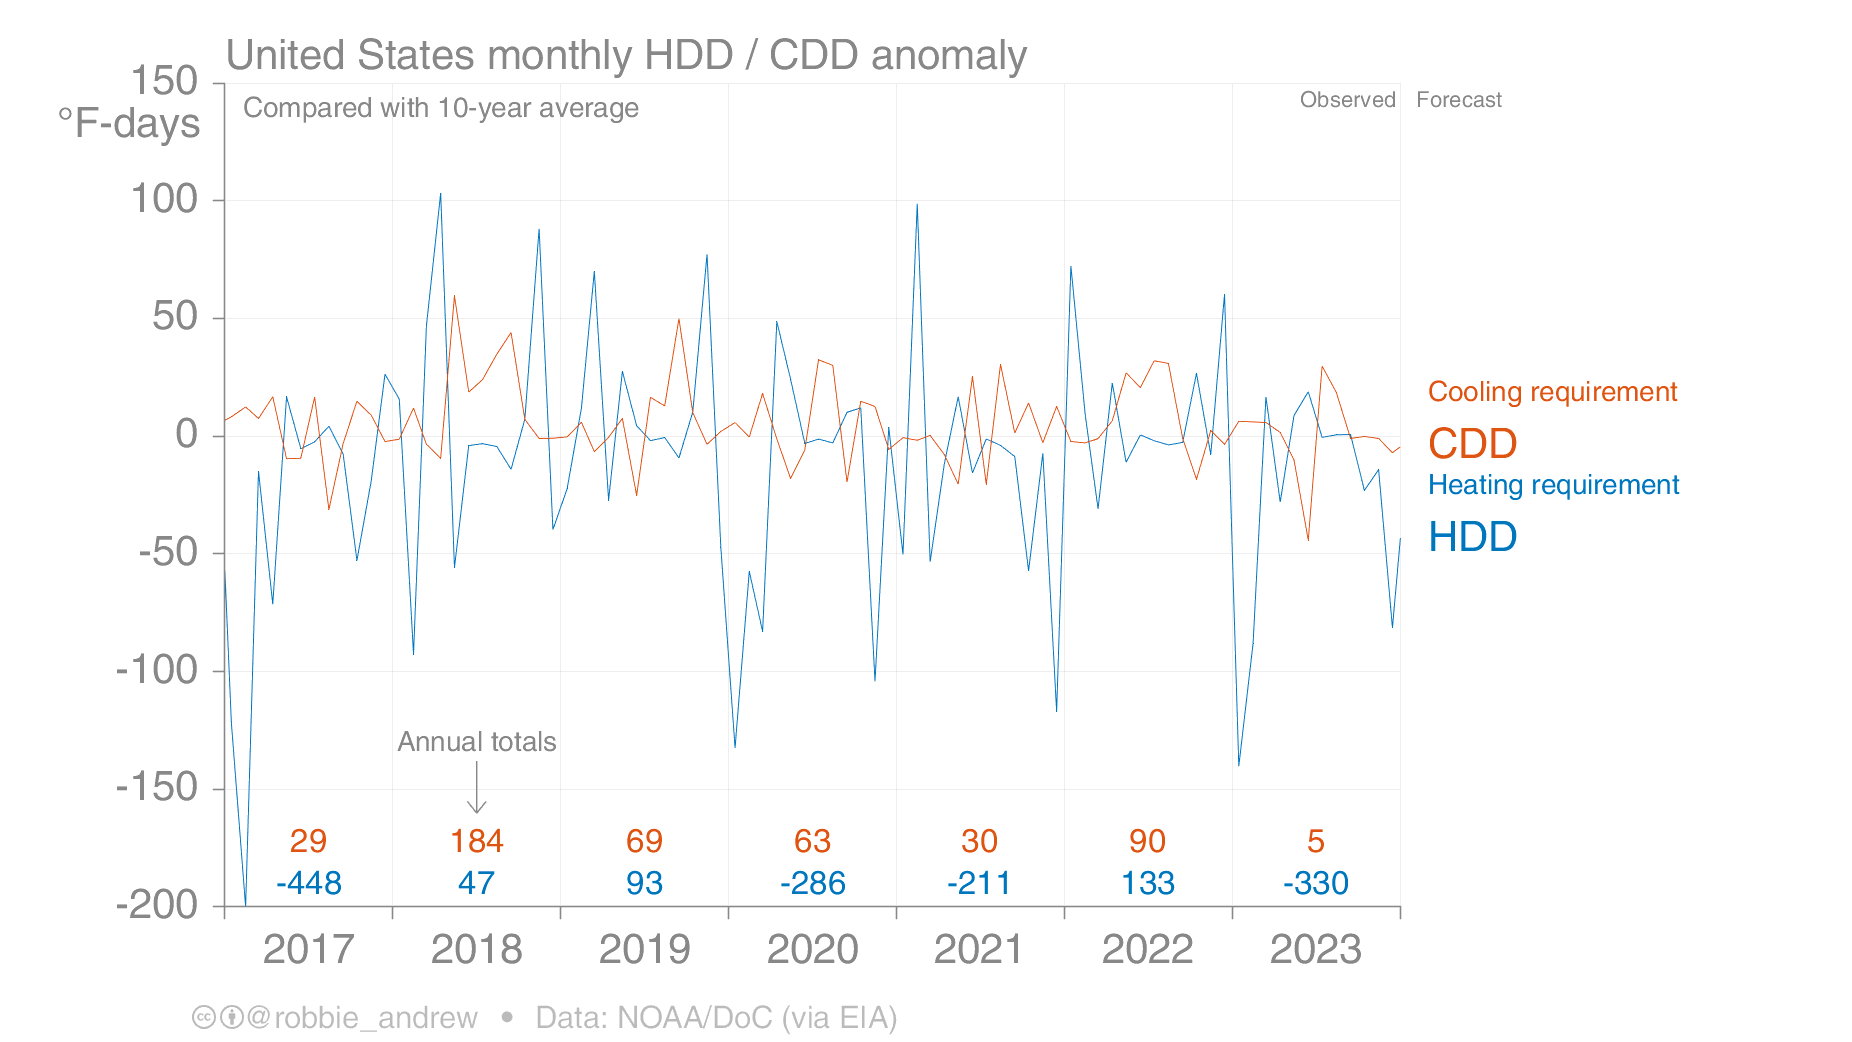 United States monthly HDD / CDD anomaly
150
°F-days
Compared with 10-year average
Observed
Forecast
100
50
0
-50
-100
-150
-200
Cooling requirement
CDD
Heating requirement
HDD
Annual totals
29 184 69 63 30 90 5
-448 47 93 -286 -211 133 -330
2017 2018 2019 2020 2021 2022 2023
cc @robbie_andrew • Data: NOAA/DoC (via EIA)